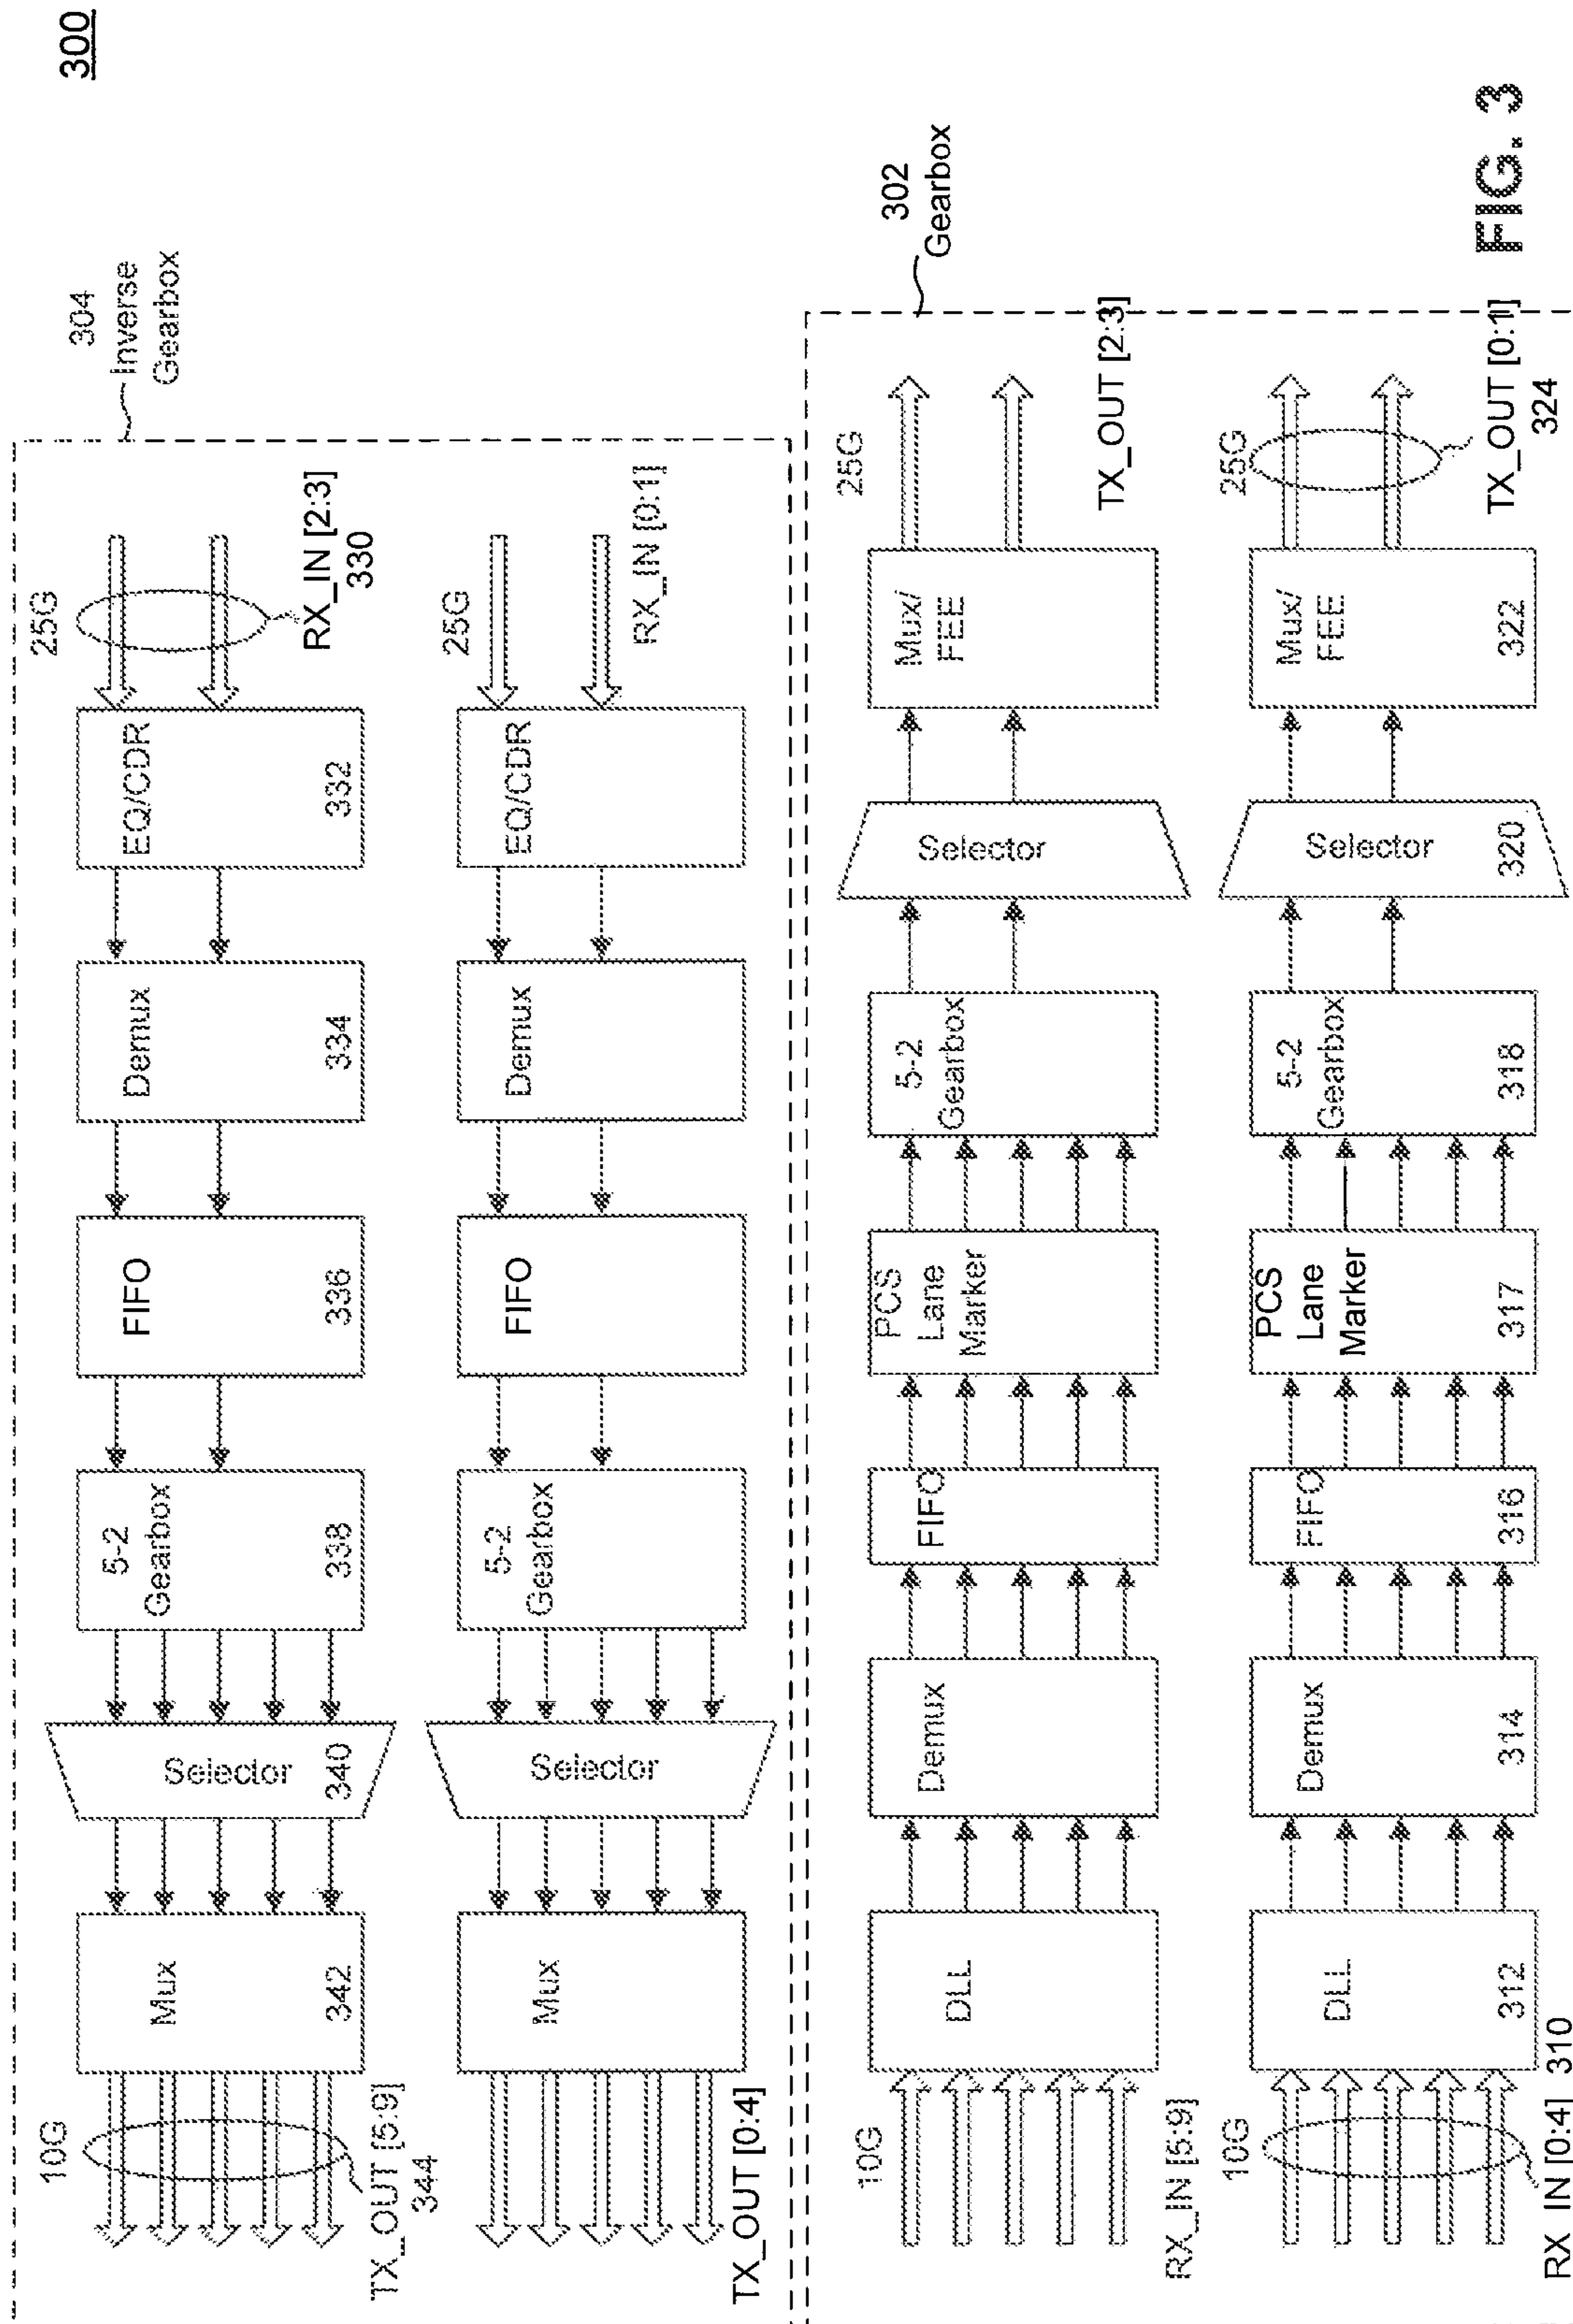 300
304
Inverse
Gearbox
10G
TX_OUT [5:9]
344
Mux
342
Selector
340
5-2
Gearbox
338
FIFO
336
Demux
334
EQ/CDR
332
25G
RX_IN [2:3]
330
TX_OUT [0:4]
Mux
Selector
5-2
Gearbox
FIFO
Demux
EQ/CDR
25G
RX_IN [0:1]
302
Gearbox
10G
RX_IN [5:9]
DLL
Demux
FIFO
PCS
Lane
Marker
5-2
Gearbox
Selector
Mux/
FEE
25G
TX_OUT [2:3]
10G
RX IN [0:4] 310
DLL
312
Demux
314
FIFO
316
PCS
Lane
Marker
317
5-2
Gearbox
318
Selector
320
Mux/
FEE
322
25G
TX_OUT [0:1]
324
FIG. 3